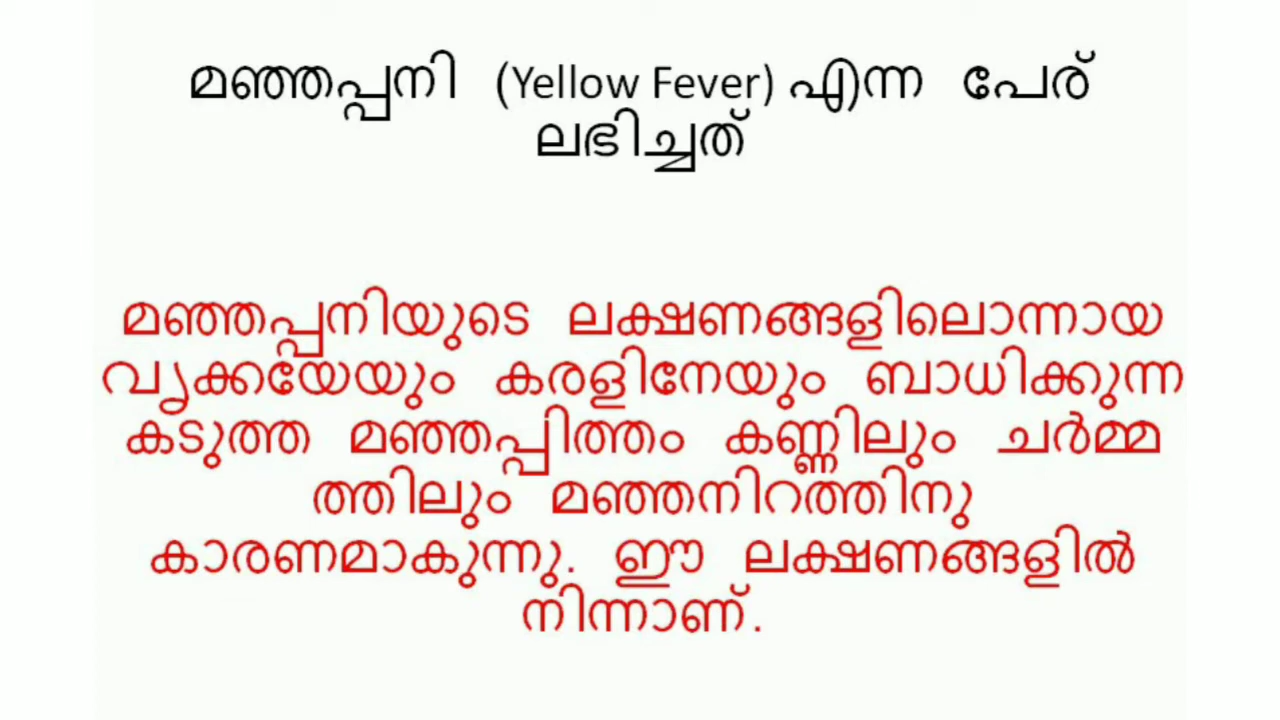 മഞ്ഞപ്പനി (Yellow Fever) എന്ന പേര്
ലഭിച്ചത്
മഞ്ഞപ്പനിയുടെ ലക്ഷണങ്ങളിലൊന്നായ
വൃക്കയേയും കരളിനേയും ബാധിക്കുന്ന
കടുത്ത മഞ്ഞപ്പിത്തം കണ്ണിലും ചർമ്മ
ത്തിലും മഞ്ഞനിറത്തിനു
കാരണമാകുന്നു. ഈ ലക്ഷണങ്ങളിൽ
നിന്നാണ്.